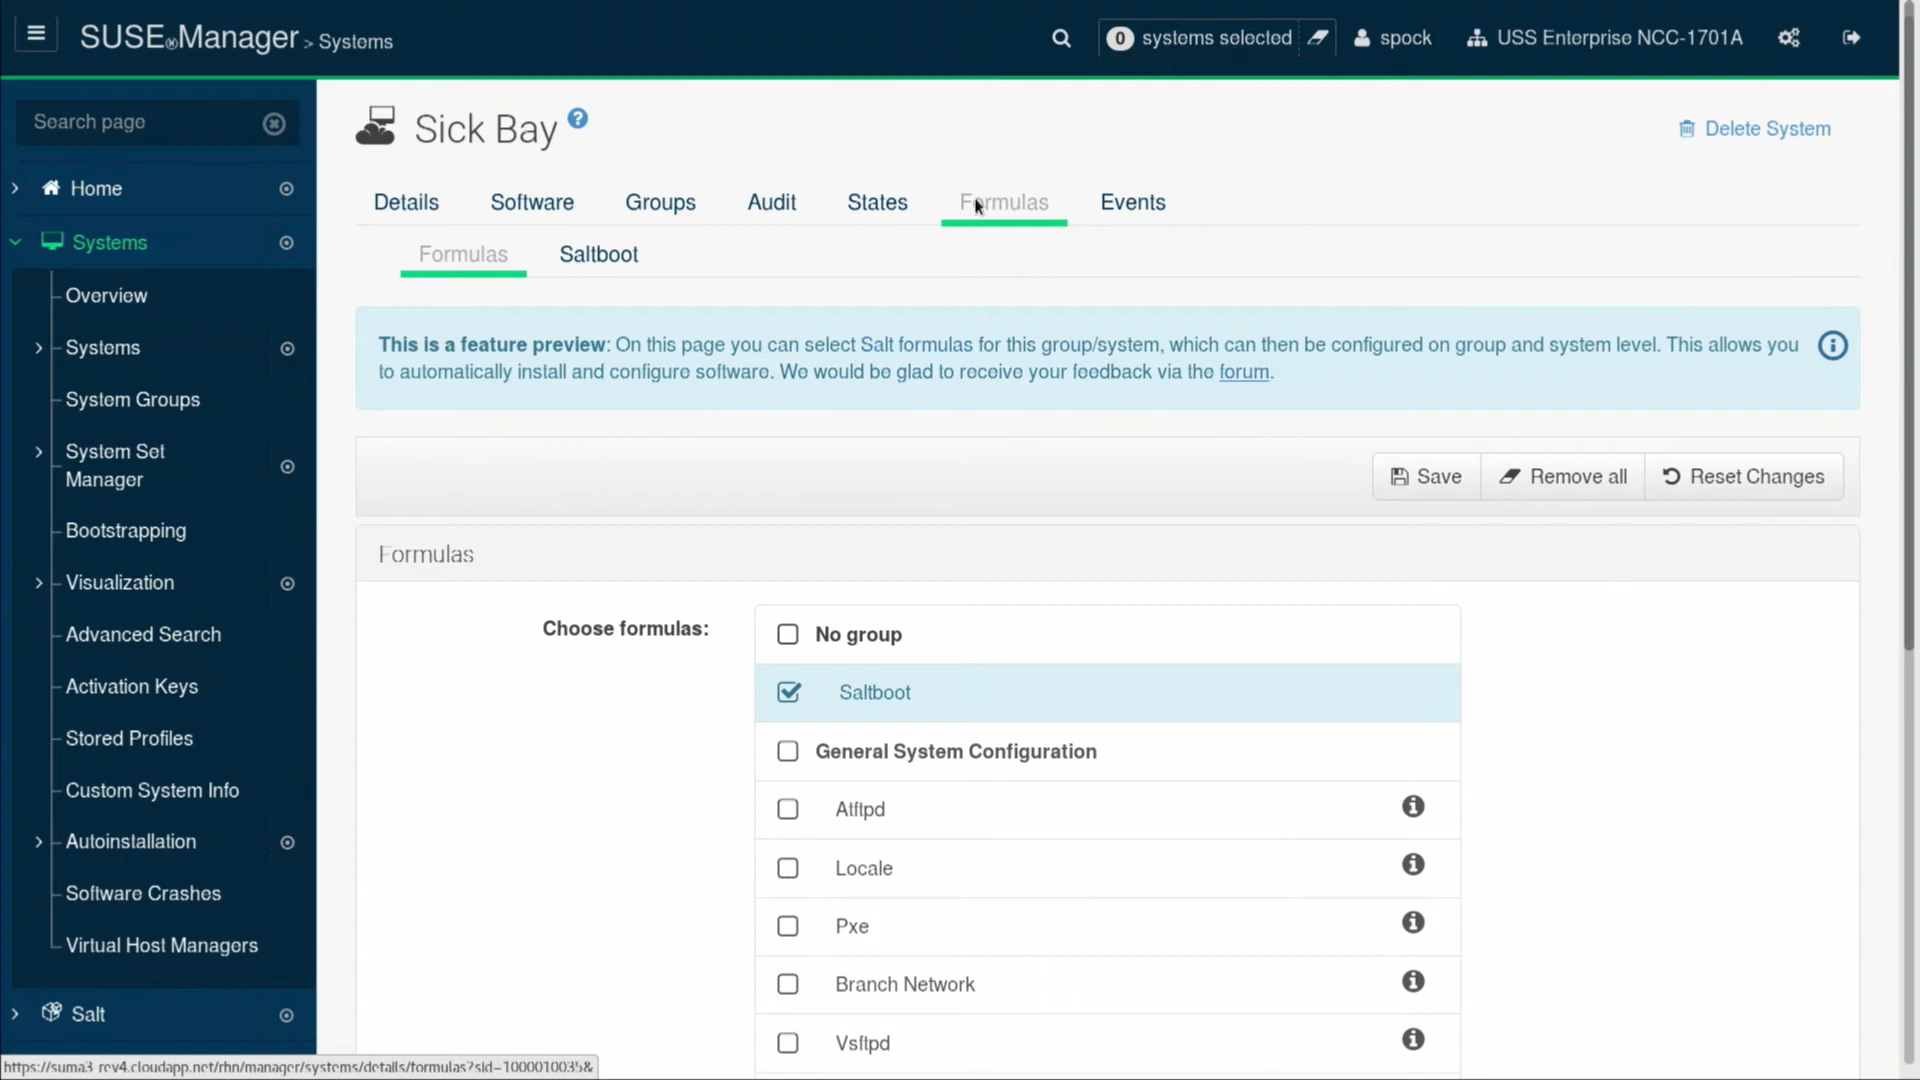 SUSE®Manager > Systems
0 systems selected
spock
USS Enterprise NCC-1701A
Search page
Home
Systems
Overview
Systems
System Groups
System Set
Manager
Bootstrapping
Visualization
Advanced Search
Activation Keys
Stored Profiles
Custom System Info
Autoinstallation
Software Crashes
Virtual Host Managers
Salt
Sick Bay
Delete System
Details Software Groups Audit States Formulas Events
Formulas Saltboot
This is a feature preview: On this page you can select Salt formulas for this group/system, which can then be configured on group and system level. This allows you
to automatically install and configure software. We would be glad to receive your feedback via the forum.
Save Remove all Reset Changes
Formulas
Choose formulas:
No group
Saltboot
General System Configuration
Atftpd
Locale
Pxe
Branch Network
Vsftpd
https://suma3-rev4.cloudapp.net/rhn/manager/systems/details/formulas?sid=1000010035&